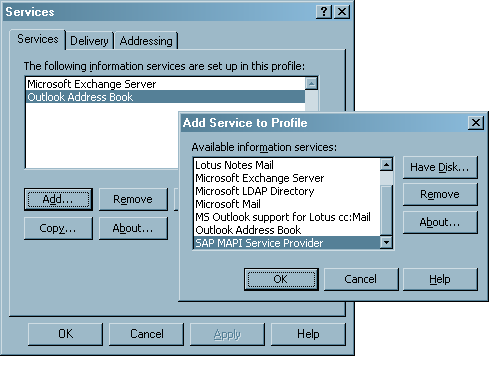 Services
Services
Delivery
Addressing
The following information services are set up in this profile:
Microsoft Exchange Server
Outlook Address Book
Add...
Remove
Copy...
About...
OK
Cancel
Apply
Help
Add Service to Profile
Available information services:
Lotus Notes Mail
Microsoft Exchange Server
Microsoft LDAP Directory
Microsoft Mail
MS Outlook support for Lotus cc:Mail
Outlook Address Book
SAP MAPI Service Provider
Have Disk...
Remove
About...
OK
Cancel
Help